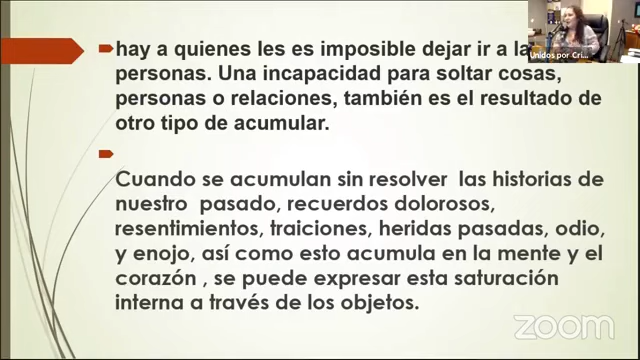 hay a quienes les es imposible dejar ir a la
personas. Una incapacidad para soltar cosas,
personas o relaciones, también es el resultado de
otro tipo de acumular.
Cuando se acumulan sin resolver las historias de
nuestro pasado, recuerdos dolorosos,
resentimientos, traiciones, heridas pasadas, odio,
y enojo, así como esto acumula en la mente y el
corazón , se puede expresar esta saturación
interna a través de los objetos.
Unidos por Cri...
zoom